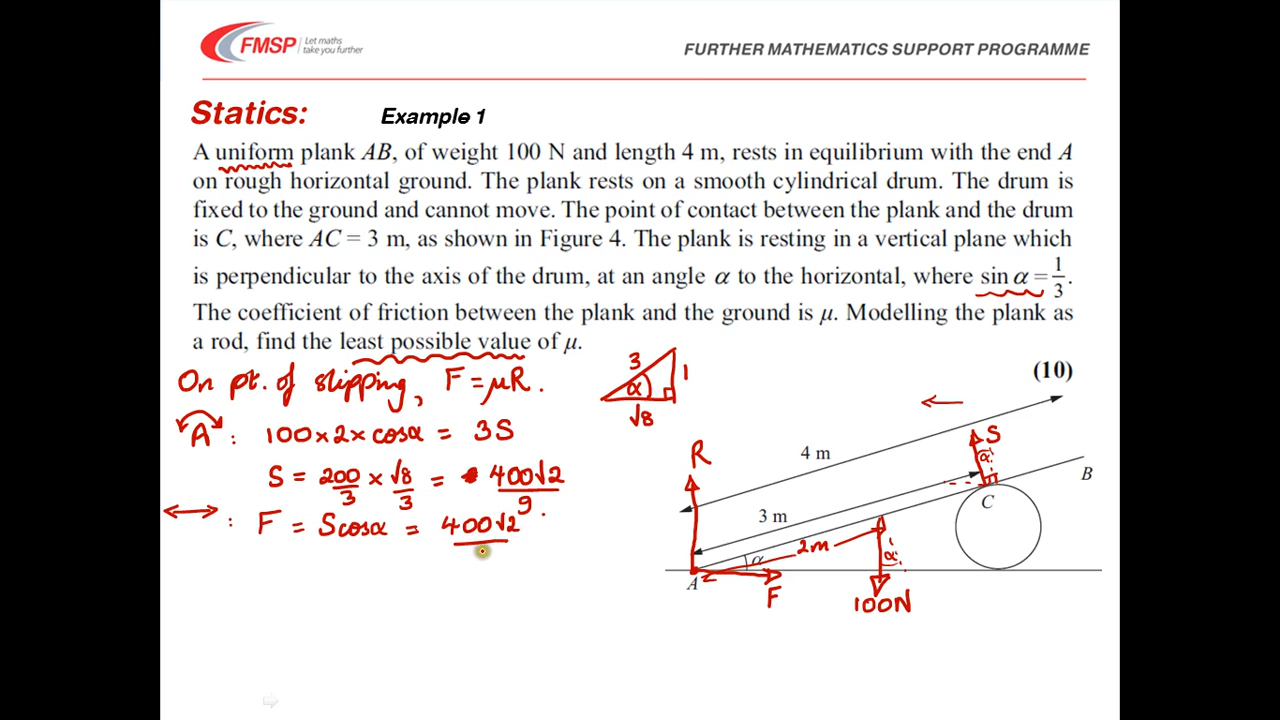 FMSP Let maths
take you further
FURTHER MATHEMATICS SUPPORT PROGRAMME
Statics: Example 1
A uniform plank AB, of weight 100 N and length 4 m, rests in equilibrium with the end A
on rough horizontal ground. The plank rests on a smooth cylindrical drum. The drum is
fixed to the ground and cannot move. The point of contact between the plank and the drum
is C, where AC = 3 m, as shown in Figure 4. The plank is resting in a vertical plane which
is perpendicular to the axis of the drum, at an angle α to the horizontal, where sin α = 1/3.
The coefficient of friction between the plank and the ground is μ. Modelling the plank as
a rod, find the least possible value of μ.
(10)
On pt. of slipping, F = μR.
A : 100 × 2 × cosα = 3S
S = 200/3 × √8/3 = 400√2/9
↔ : F = Scosα = 400√2
3
1
α
√8
R
4 m
S
α
B
C
3 m
2m
α
α
A
F
100N